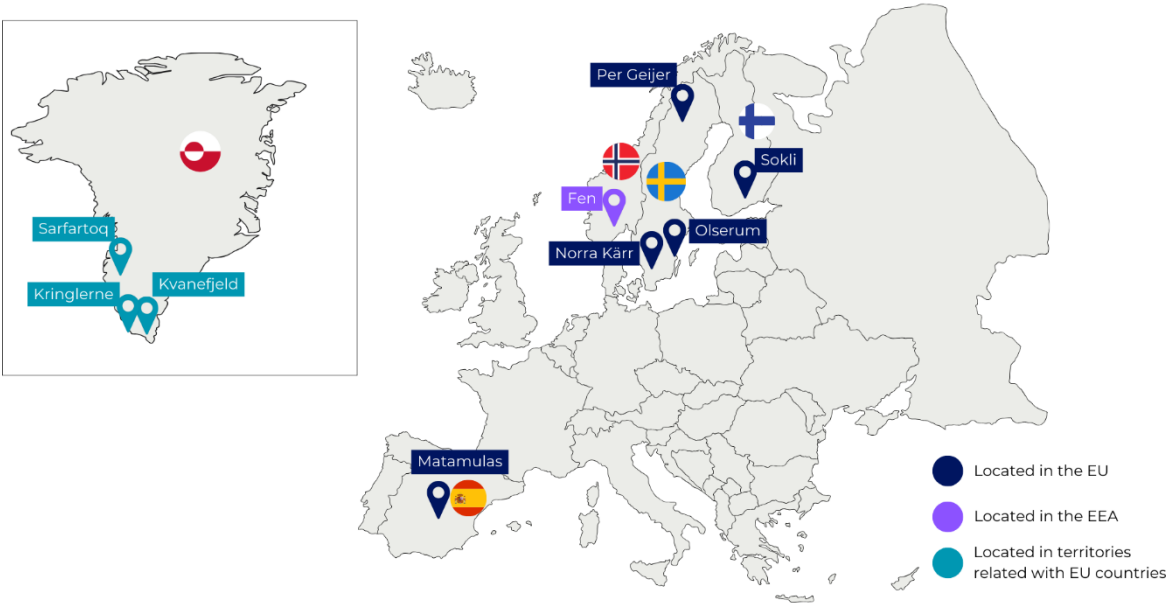 Per Geijer
Sokli
Fen
Olserum
Norra Kärr
Sarfartoq
Kvanefjeld
Kringlerne
Matamulas
Located in the EU
Located in the EEA
Located in territories
related with EU countries